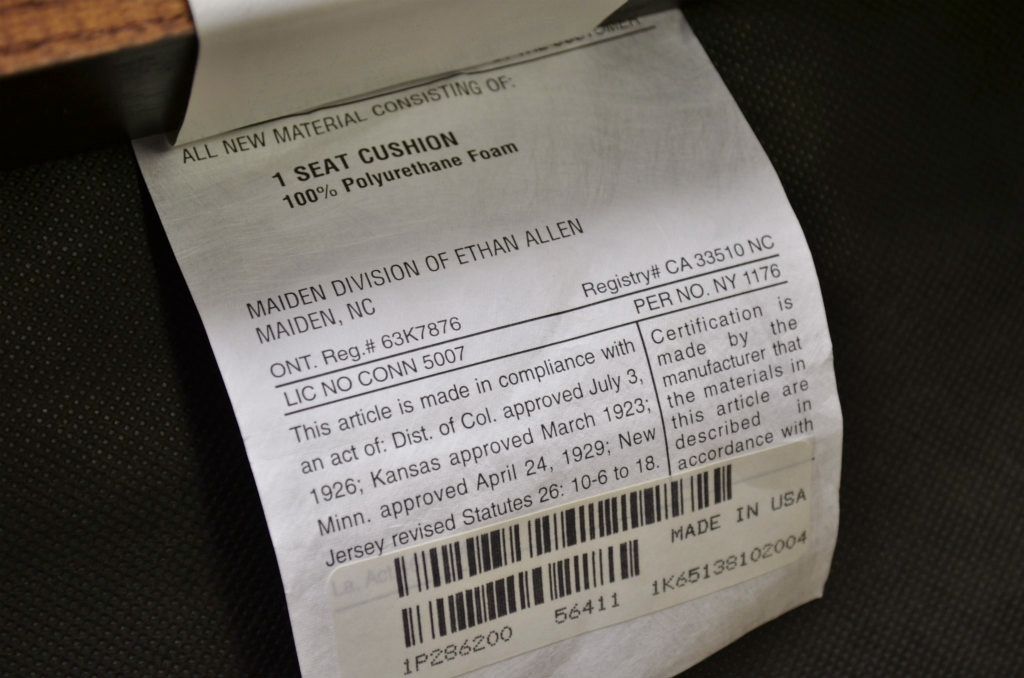 CUSTOMER
ALL NEW MATERIAL CONSISTING OF:
1 SEAT CUSHION
100% Polyurethane Foam
MAIDEN DIVISION OF ETHAN ALLEN
MAIDEN, NC
ONT. Reg.# 63K7876 Registry# CA 33510 NC
LIC NO CONN 5007 PER NO. NY 1176
This article is made in compliance with
an act of: Dist. of Col. approved July 3,
1926; Kansas approved March 1923;
Minn. approved April 24, 1929; New
Jersey revised Statutes 26: 10-6 to 18.
La. Act
Certification is
made by the
manufacturer that
the materials in
this article are
described in
accordance with
MADE IN USA
1P286200 56411 1K65138102004